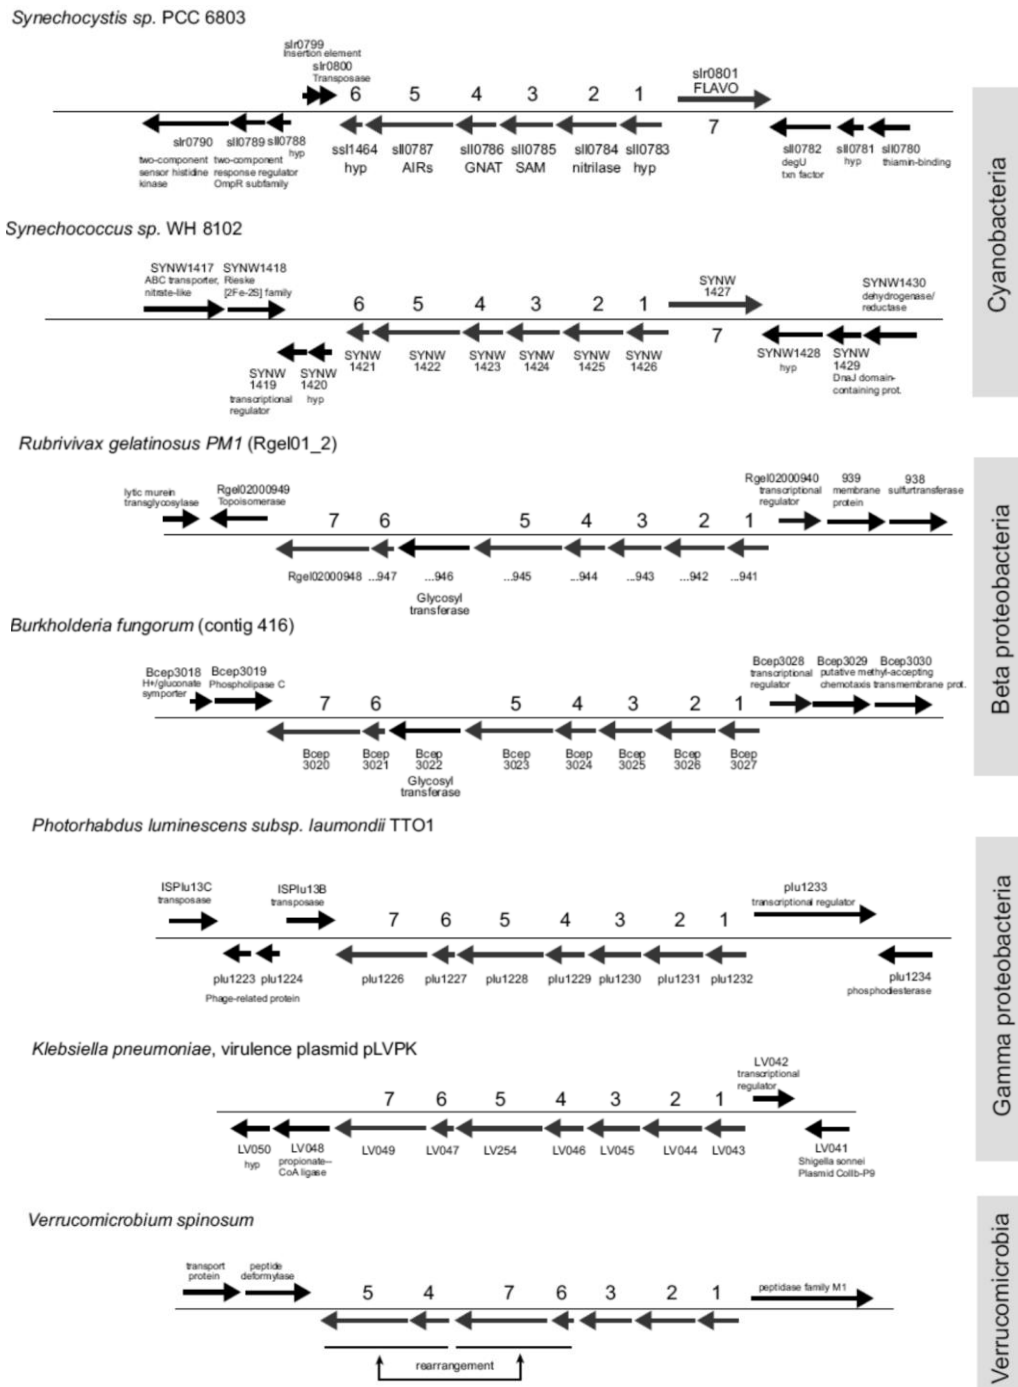 Synechocystis sp. PCC 6803
slr0799
Insertion element
slr0800
Transposase
6 5 4 3 2 1
slr0801
FLAVO
7
slr0790 sll0789 sll0788
hyp
two-component two-component
sensor histidine response regulator
kinase OmpR subfamily
ssl1464 sll0787 sll0786 sll0785 sll0784 sll0783
hyp AIRs GNAT SAM nitrilase hyp
sll0782 sll0781 sll0780
degU hyp thiamin-binding
txn factor
Cyanobacteria
Synechococcus sp. WH 8102
SYNW1417 SYNW1418
ABC transporter, Rieske
nitrate-like [2Fe-2S] family
6 5 4 3 2 1
SYNW
1427
7
SYNW1430
dehydrogenase/
reductase
SYNW SYNW
1419 1420
transcriptional hyp
regulator
SYNW SYNW SYNW SYNW SYNW SYNW
1421 1422 1423 1424 1425 1426
SYNW1428 SYNW
hyp 1429
DnaJ domain-
containing prot.
Rubrivivax gelatinosus PM1 (Rgel01_2)
lytic murein
transglycosylase
Rgel02000949
Topoisomerase
7 6 5 4 3 2 1
Rgel02000940 939 938
transcriptional membrane sulfurtransferase
regulator protein
Rgel02000948 ...947 ...946 ...945 ...944 ...943 ...942 ...941
Glycosyl
transferase
Beta proteobacteria
Burkholderia fungorum (contig 416)
Bcep3018 Bcep3019
H+/gluconate Phospholipase C
symporter
7 6 5 4 3 2 1
Bcep3028 Bcep3029 Bcep3030
transcriptional putative methyl-accepting
regulator chemotaxis transmembrane prot.
Bcep Bcep Bcep Bcep Bcep Bcep Bcep Bcep
3020 3021 3022 3023 3024 3025 3026 3027
Glycosyl
transferase
Photorhabdus luminescens subsp. laumondii TTO1
ISPlu13C ISPlu13B
transposase transposase
7 6 5 4 3 2 1
plu1233
transcriptional regulator
plu1223 plu1224
Phage-related protein
plu1226 plu1227 plu1228 plu1229 plu1230 plu1231 plu1232
plu1234
phosphodiesterase
Gamma proteobacteria
Klebsiella pneumoniae, virulence plasmid pLVPK
LV042
transcriptional
regulator
7 6 5 4 3 2 1
LV050 LV048
hyp propionate--
CoA ligase
LV049 LV047 LV254 LV046 LV045 LV044 LV043
LV041
Shigella sonnei
Plasmid ColIb-P9
Verrucomicrobium spinosum
transport peptide
protein deformylase
5 4 7 6 3 2 1
peptidase family M1
rearrangement
Verrucomicrobia